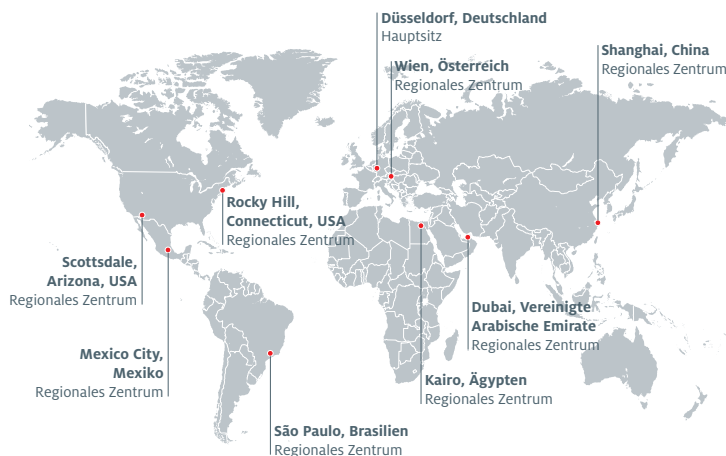 Düsseldorf, Deutschland
Hauptsitz
Wien, Österreich
Regionales Zentrum
Shanghai, China
Regionales Zentrum
Rocky Hill,
Connecticut, USA
Regionales Zentrum
Scottsdale,
Arizona, USA
Regionales Zentrum
Dubai, Vereinigte
Arabische Emirate
Regionales Zentrum
Mexico City,
Mexiko
Regionales Zentrum
Kairo, Ägypten
Regionales Zentrum
São Paulo, Brasilien
Regionales Zentrum